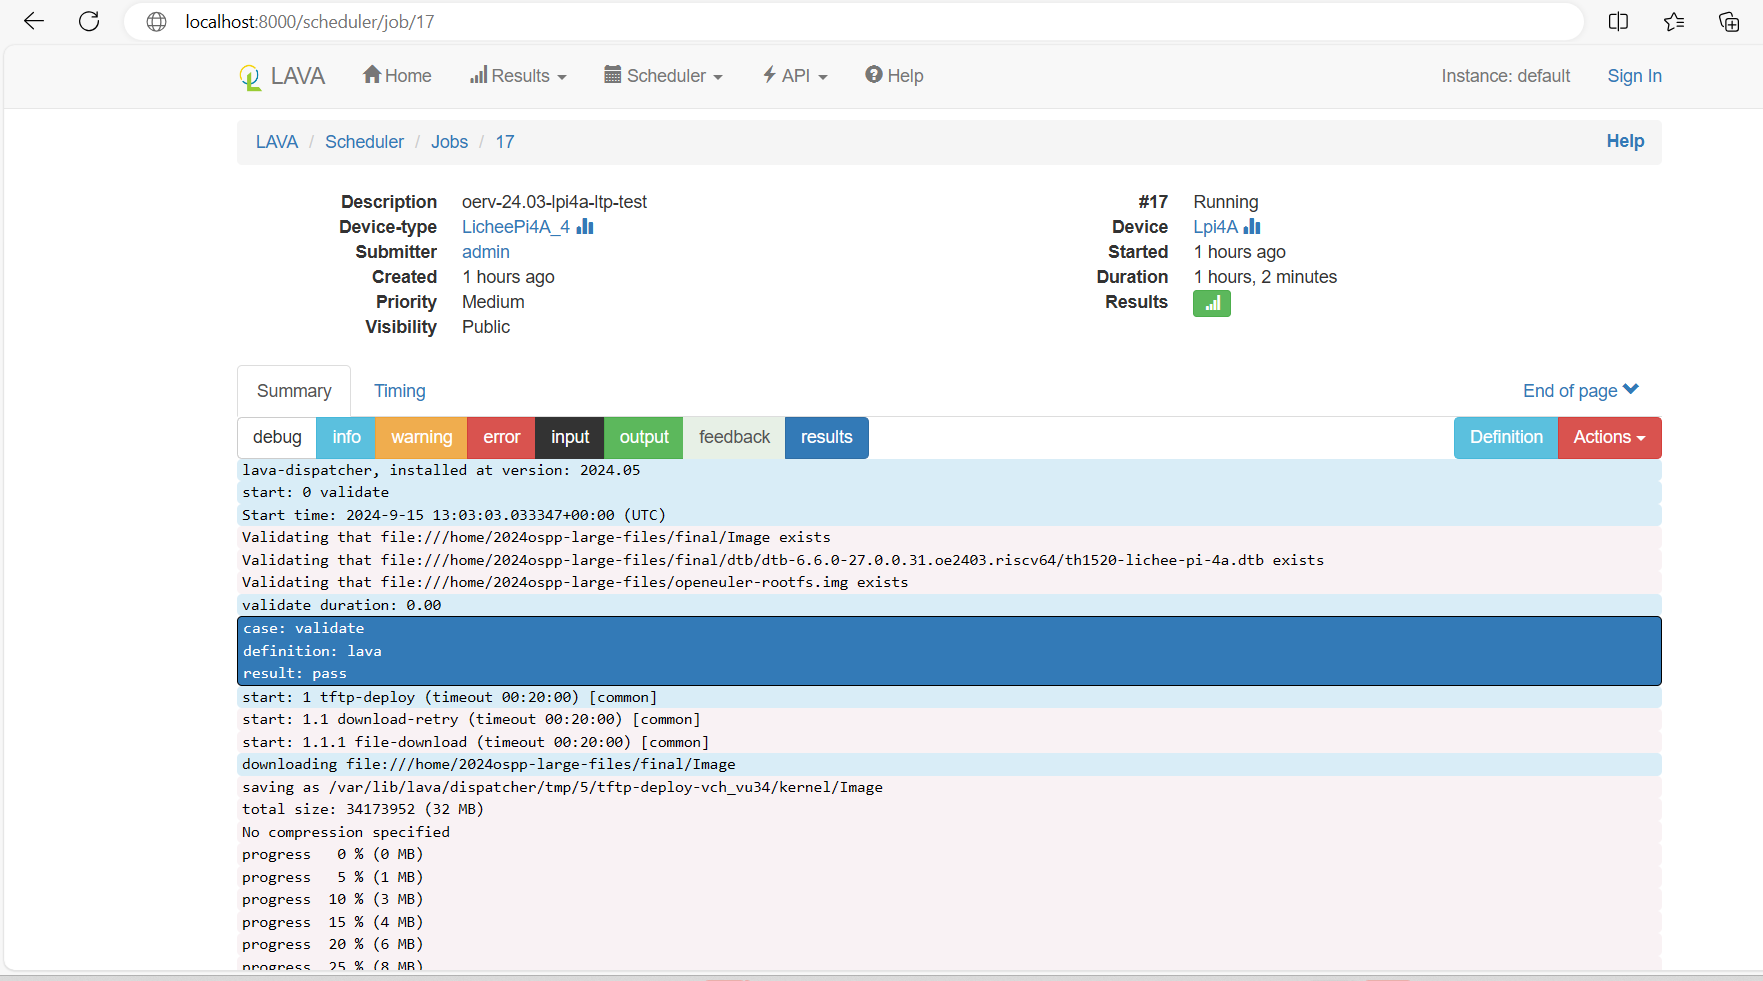 localhost:8000/scheduler/job/17
LAVA Home Results Scheduler API Help Instance: default Sign In
LAVA / Scheduler / Jobs / 17 Help
Description oerv-24.03-lpi4a-ltp-test
Device-type LicheePi4A_4
Submitter admin
Created 1 hours ago
Priority Medium
Visibility Public
#17 Running
Device Lpi4A
Started 1 hours ago
Duration 1 hours, 2 minutes
Results
Summary Timing End of page
debug info warning error input output feedback results Definition Actions
lava-dispatcher, installed at version: 2024.05
start: 0 validate
Start time: 2024-9-15 13:03:03.033347+00:00 (UTC)
Validating that file:///home/2024ospp-large-files/final/Image exists
Validating that file:///home/2024ospp-large-files/final/dtb/dtb-6.6.0-27.0.0.31.oe2403.riscv64/th1520-lichee-pi-4a.dtb exists
Validating that file:///home/2024ospp-large-files/openeuler-rootfs.img exists
validate duration: 0.00
case: validate
definition: lava
result: pass
start: 1 tftp-deploy (timeout 00:20:00) [common]
start: 1.1 download-retry (timeout 00:20:00) [common]
start: 1.1.1 file-download (timeout 00:20:00) [common]
downloading file:///home/2024ospp-large-files/final/Image
saving as /var/lib/lava/dispatcher/tmp/5/tftp-deploy-vch_vu34/kernel/Image
total size: 34173952 (32 MB)
No compression specified
progress 0 % (0 MB)
progress 5 % (1 MB)
progress 10 % (3 MB)
progress 15 % (4 MB)
progress 20 % (6 MB)
progress 25 % (8 MB)